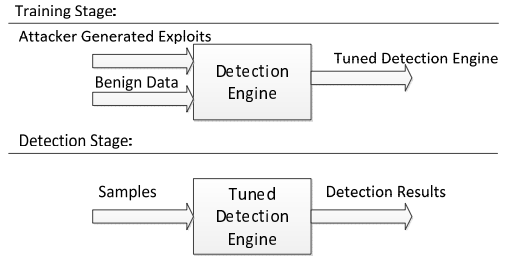 Training Stage:
Attacker Generated Exploits
Benign Data
Detection
Engine
Tuned Detection Engine
Detection Stage:
Samples
Tuned
Detection
Engine
Detection Results